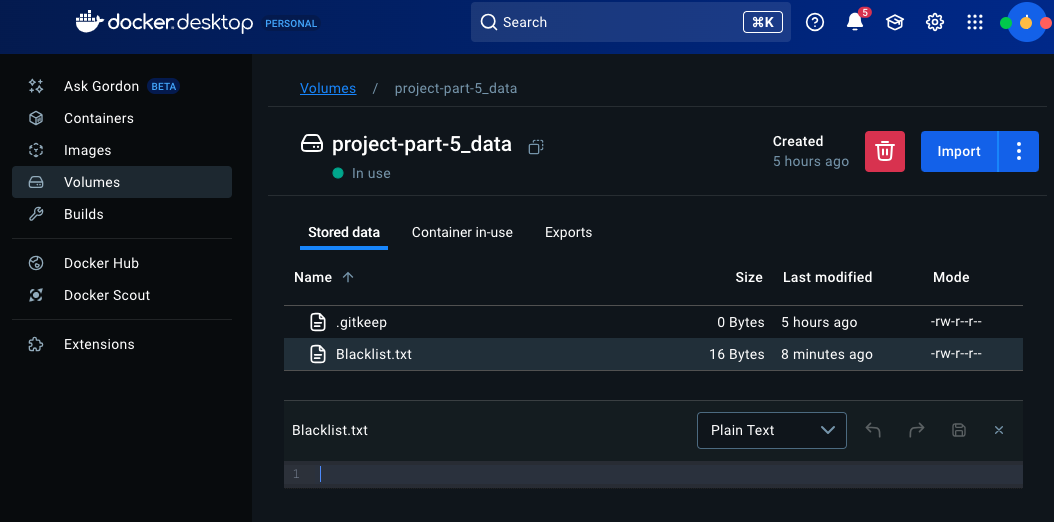 docker.desktop PERSONAL
Search ⌘K
5
Ask Gordon BETA
Containers
Images
Volumes
Builds
Docker Hub
Docker Scout
Extensions
Volumes / project-part-5_data
project-part-5_data
In use
Created
5 hours ago
Import
Stored data Container in-use Exports
Name Size Last modified Mode
.gitkeep 0 Bytes 5 hours ago -rw-r--r--
Blacklist.txt 16 Bytes 8 minutes ago -rw-r--r--
Blacklist.txt Plain Text
1